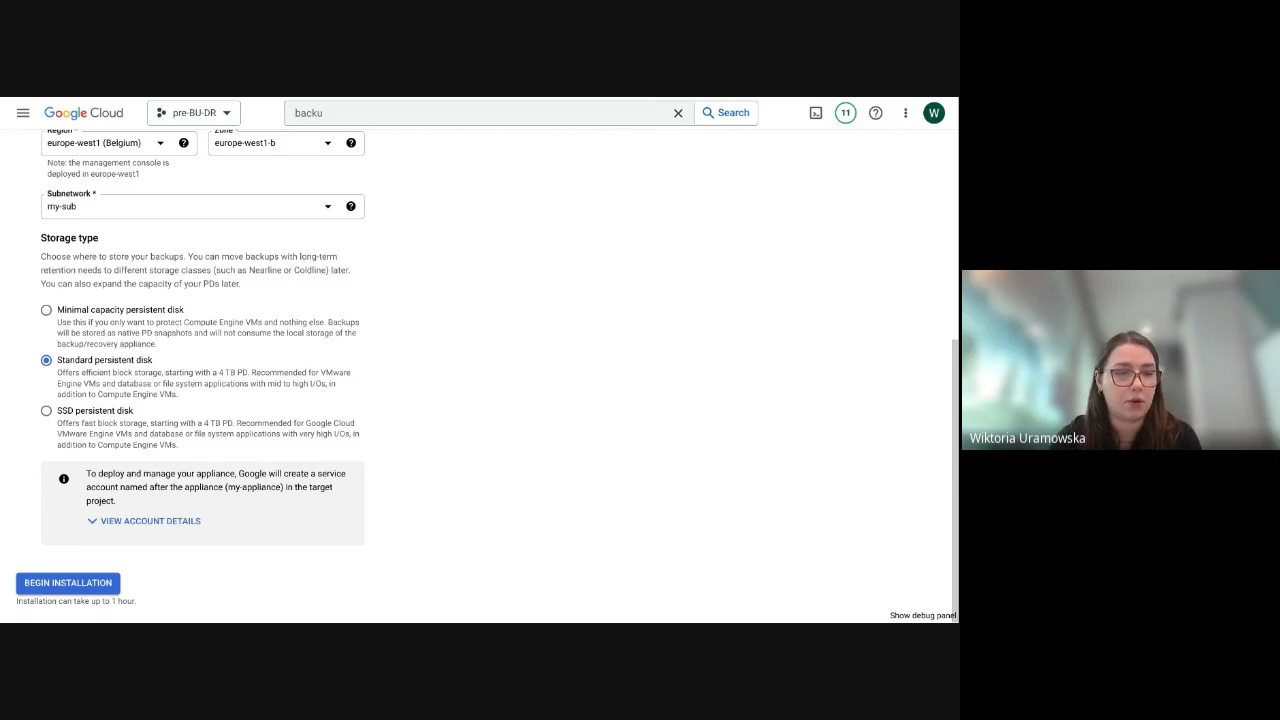 Google Cloud
pre-BU-DR
backu
Search
11
W
Region *
Zone *
europe-west1 (Belgium)
europe-west1-b
Note: the management console is
deployed in europe-west1
Subnetwork *
my-sub
Storage type
Choose where to store your backups. You can move backups with long-term
retention needs to different storage classes (such as Nearline or Coldline) later.
You can also expand the capacity of your PDs later.
Minimal capacity persistent disk
Use this if you only want to protect Compute Engine VMs and nothing else. Backups
will be stored as native PD snapshots and will not consume the local storage of the
backup/recovery appliance.
Standard persistent disk
Offers efficient block storage, starting with a 4 TB PD. Recommended for VMware
Engine VMs and database or file system applications with mid to high I/Os, in
addition to Compute Engine VMs.
SSD persistent disk
Offers fast block storage, starting with a 4 TB PD. Recommended for Google Cloud
VMware Engine VMs and database or file system applications with very high I/Os, in
addition to Compute Engine VMs.
To deploy and manage your appliance, Google will create a service
account named after the appliance (my-appliance) in the target
project.
VIEW ACCOUNT DETAILS
BEGIN INSTALLATION
Installation can take up to 1 hour.
Show debug panel
Wiktoria Uramowska